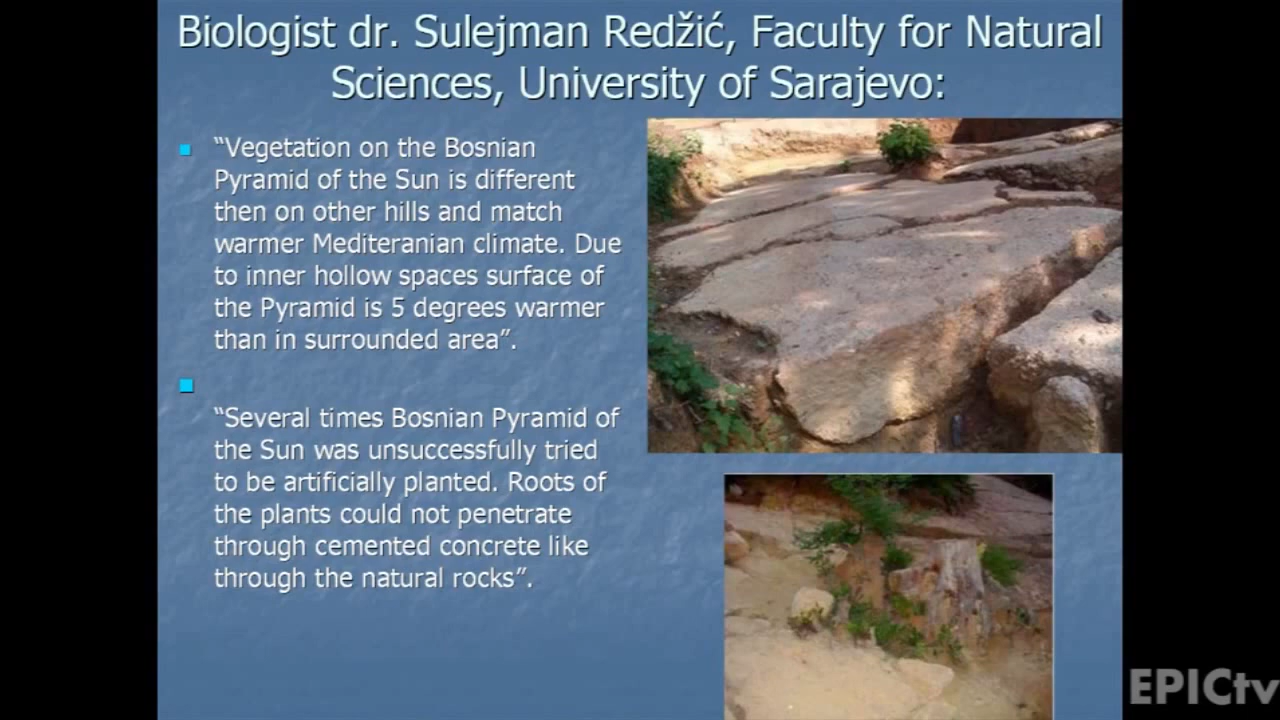 Biologist dr. Sulejman Redžić, Faculty for Natural
Sciences, University of Sarajevo:
“Vegetation on the Bosnian
Pyramid of the Sun is different
then on other hills and match
warmer Mediteranian climate. Due
to inner hollow spaces surface of
the Pyramid is 5 degrees warmer
than in surrounded area”.
“Several times Bosnian Pyramid of
the Sun was unsuccessfully tried
to be artificially planted. Roots of
the plants could not penetrate
through cemented concrete like
through the natural rocks”.
EPICtv